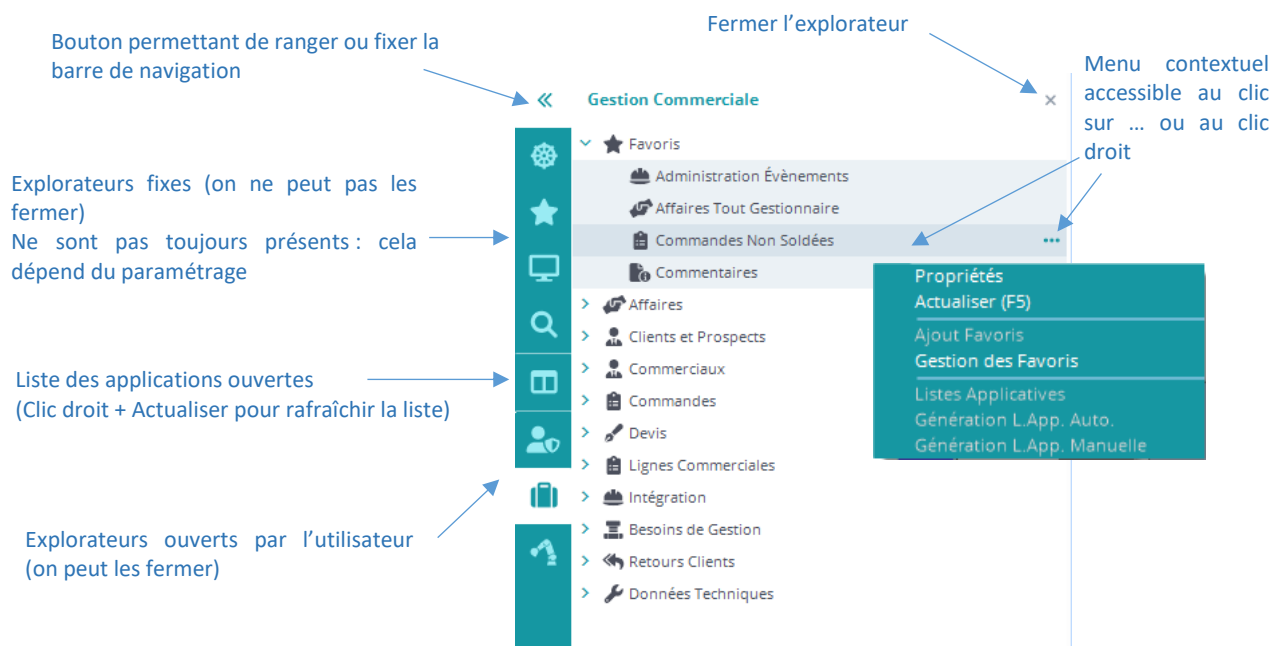 Fermer l’explorateur
Bouton permettant de ranger ou fixer la
barre de navigation
Menu contextuel
accessible au clic
sur … ou au clic
droit
Gestion Commerciale
Favoris
Administration Évènements
Affaires Tout Gestionnaire
Commandes Non Soldées
Commentaires
Affaires
Clients et Prospects
Commerciaux
Commandes
Devis
Lignes Commerciales
Intégration
Besoins de Gestion
Retours Clients
Données Techniques
Propriétés
Actualiser (F5)
Ajout Favoris
Gestion des Favoris
Listes Applicatives
Génération L.App. Auto.
Génération L.App. Manuelle
Explorateurs fixes (on ne peut pas les
fermer)
Ne sont pas toujours présents : cela
dépend du paramétrage
Liste des applications ouvertes
(Clic droit + Actualiser pour rafraîchir la liste)
Explorateurs ouverts par l’utilisateur
(on peut les fermer)